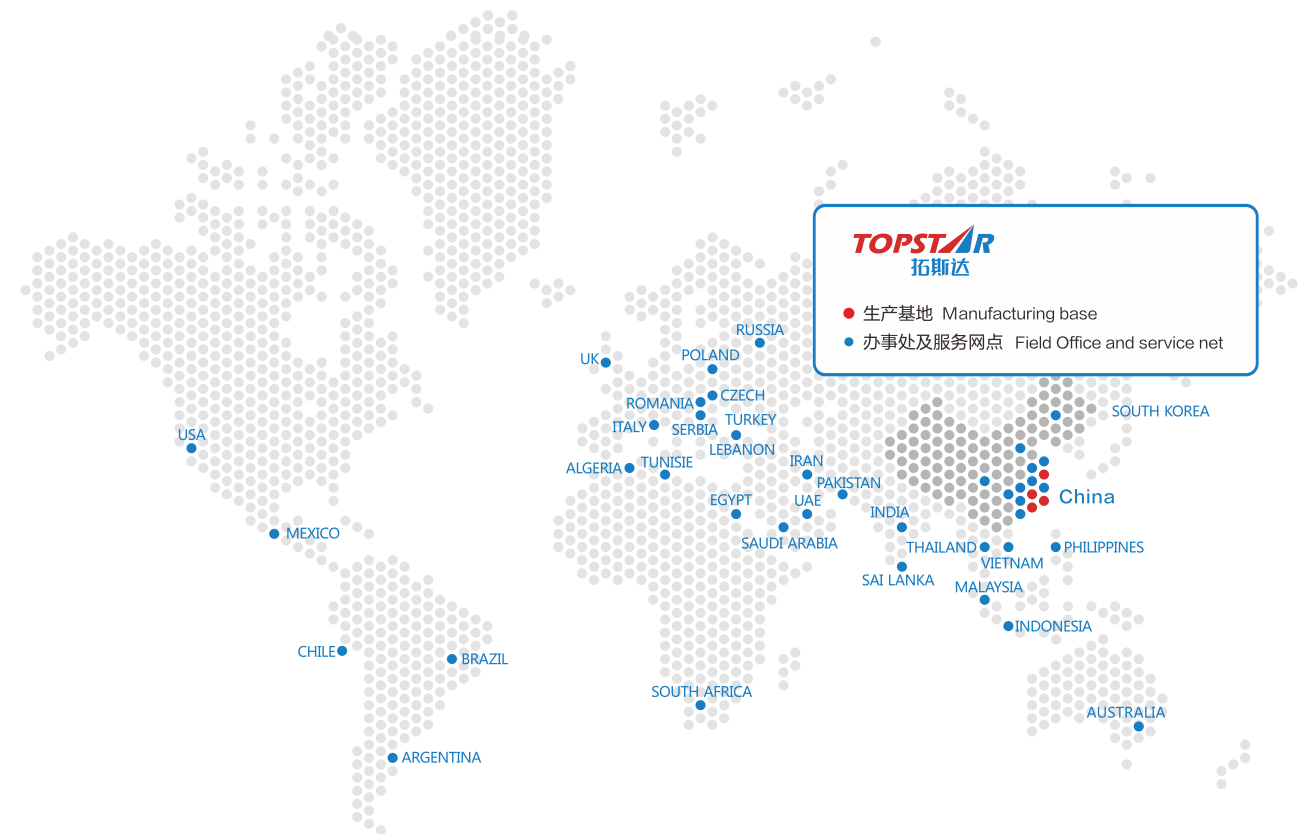 TOPSTAR
拓斯达
生产基地 Manufacturing base
办事处及服务网点 Field Office and service net
RUSSIA
UK
POLAND
CZECH
ROMANIA
SOUTH KOREA
TURKEY
ITALY
SERBIA
USA
LEBANON
IRAN
TUNISIE
ALGERIA
PAKISTAN
China
EGYPT
UAE
INDIA
MEXICO
SAUDI ARABIA
THAILAND
PHILIPPINES
VIETNAM
SAI LANKA
MALAYSIA
INDONESIA
CHILE
BRAZIL
SOUTH AFRICA
AUSTRALIA
ARGENTINA